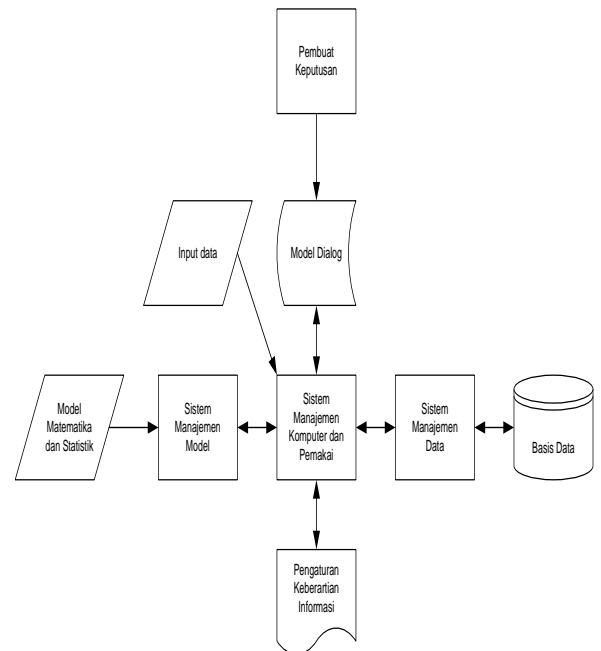 Pembuat
Keputusan
Input data
Model Dialog
Model
Matematika
dan Statistik
Sistem
Manajemen
Model
Sistem
Manajemen
Komputer dan
Pemakai
Sistem
Manajemen
Data
Basis Data
Pengaturan
Keberartian
Informasi